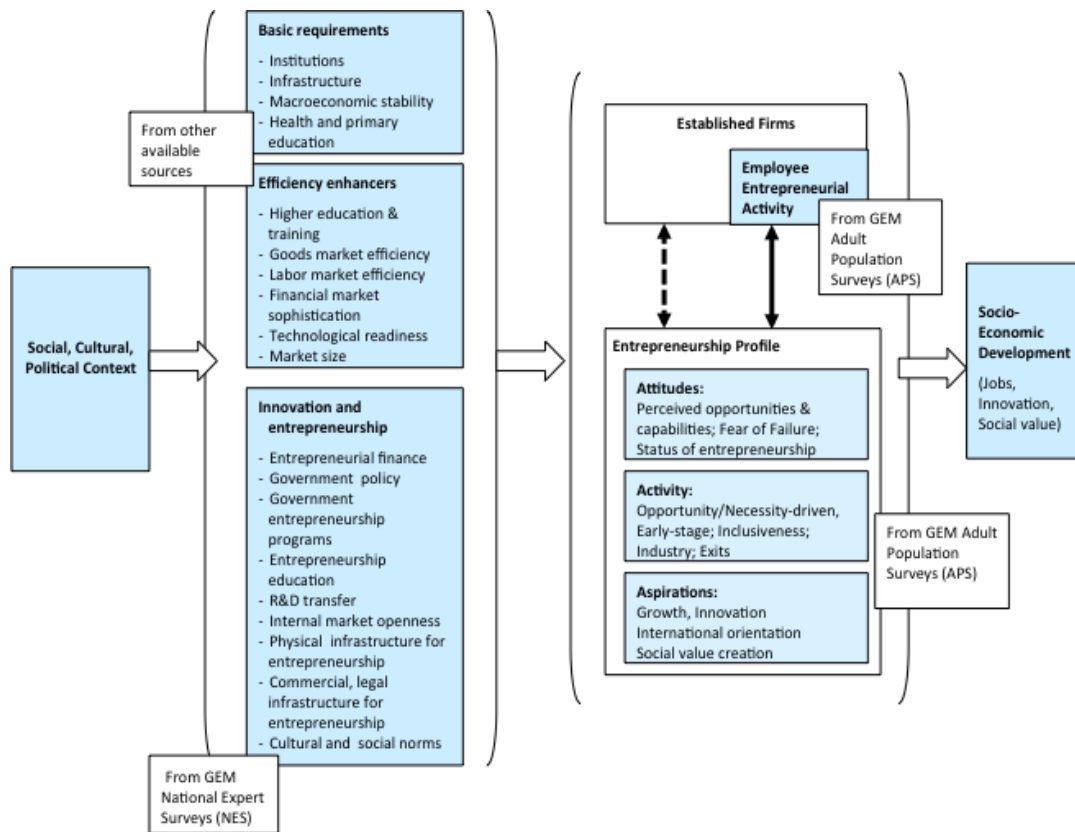 Social, Cultural,
Political Context
Basic requirements
- Institutions
- Infrastructure
- Macroeconomic stability
- Health and primary
education
From other
available
sources
Efficiency enhancers
- Higher education &
training
- Goods market efficiency
- Labor market efficiency
- Financial market
sophistication
- Technological readiness
- Market size
Innovation and
entrepreneurship
- Entrepreneurial finance
- Government policy
- Government
entrepreneurship
programs
- Entrepreneurship
education
- R&D transfer
- Internal market openness
- Physical infrastructure for
entrepreneurship
- Commercial, legal
infrastructure for
entrepreneurship
- Cultural and social norms
From GEM
National Expert
Surveys (NES)
Established Firms
Employee
Entrepreneurial
Activity
From GEM
Adult
Population
Surveys (APS)
Entrepreneurship Profile
Attitudes:
Perceived opportunities &
capabilities; Fear of Failure;
Status of entrepreneurship
Activity:
Opportunity/Necessity-driven,
Early-stage; Inclusiveness;
Industry; Exits
From GEM Adult
Population
Surveys (APS)
Aspirations:
Growth, Innovation
International orientation
Social value creation
Socio-
Economic
Development
(Jobs,
Innovation,
Social value)